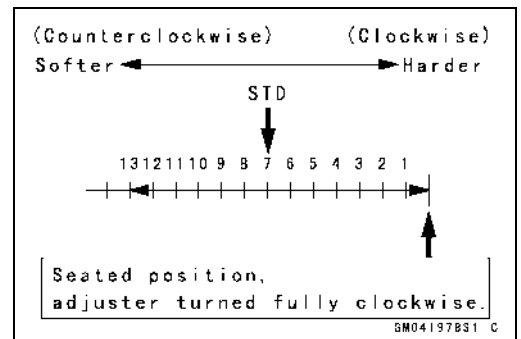 (Counterclockwise) (Clockwise)
Softer Harder
STD
13 12 11 10 9 8 7 6 5 4 3 2 1
Seated position,
adjuster turned fully clockwise.
GM04197BS1 C